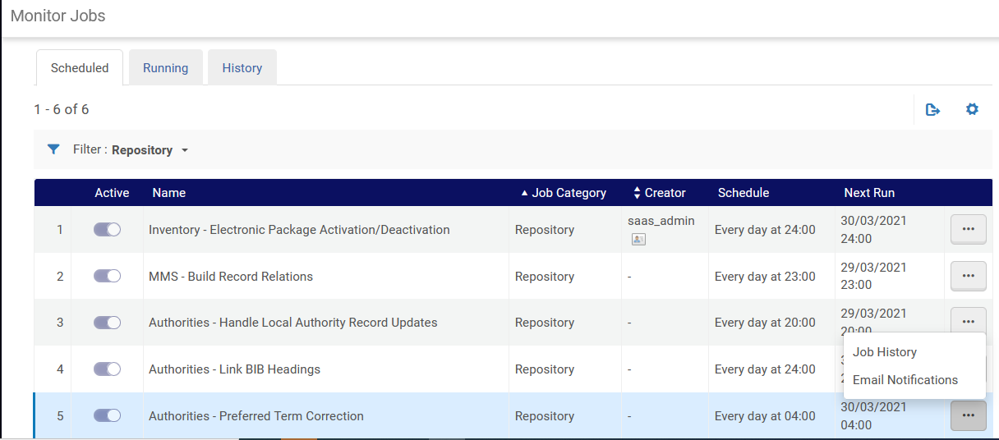 Monitor Jobs
Scheduled Running History
1 - 6 of 6
Filter : Repository
Active Name Job Category Creator Schedule Next Run
1 Inventory - Electronic Package Activation/Deactivation Repository saas_admin Every day at 24:00 30/03/2021 24:00
2 MMS - Build Record Relations Repository - Every day at 23:00 29/03/2021 23:00
3 Authorities - Handle Local Authority Record Updates Repository - Every day at 20:00 29/03/2021 20:00
Job History
4 Authorities - Link BIB Headings Repository - Every day at 24:00
Email Notifications
5 Authorities - Preferred Term Correction Repository - Every day at 04:00 30/03/2021 04:00